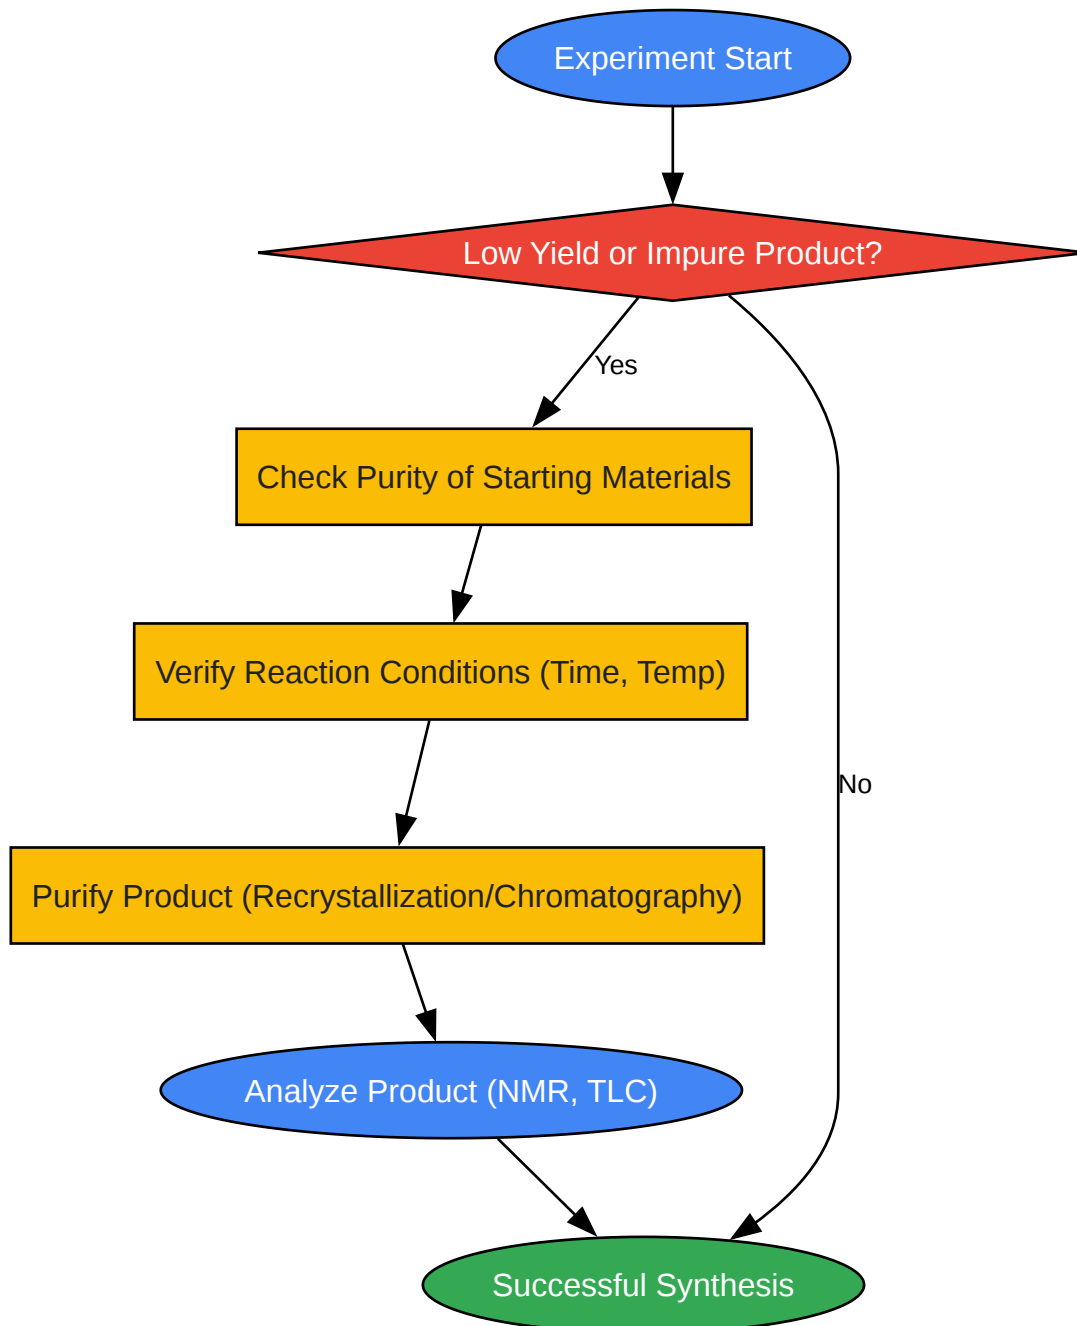 Experiment Start
Low Yield or Impure Product?
Yes
Check Purity of Starting Materials
Verify Reaction Conditions (Time, Temp)
No
Purify Product (Recrystallization/Chromatography)
Analyze Product (NMR, TLC)
Successful Synthesis